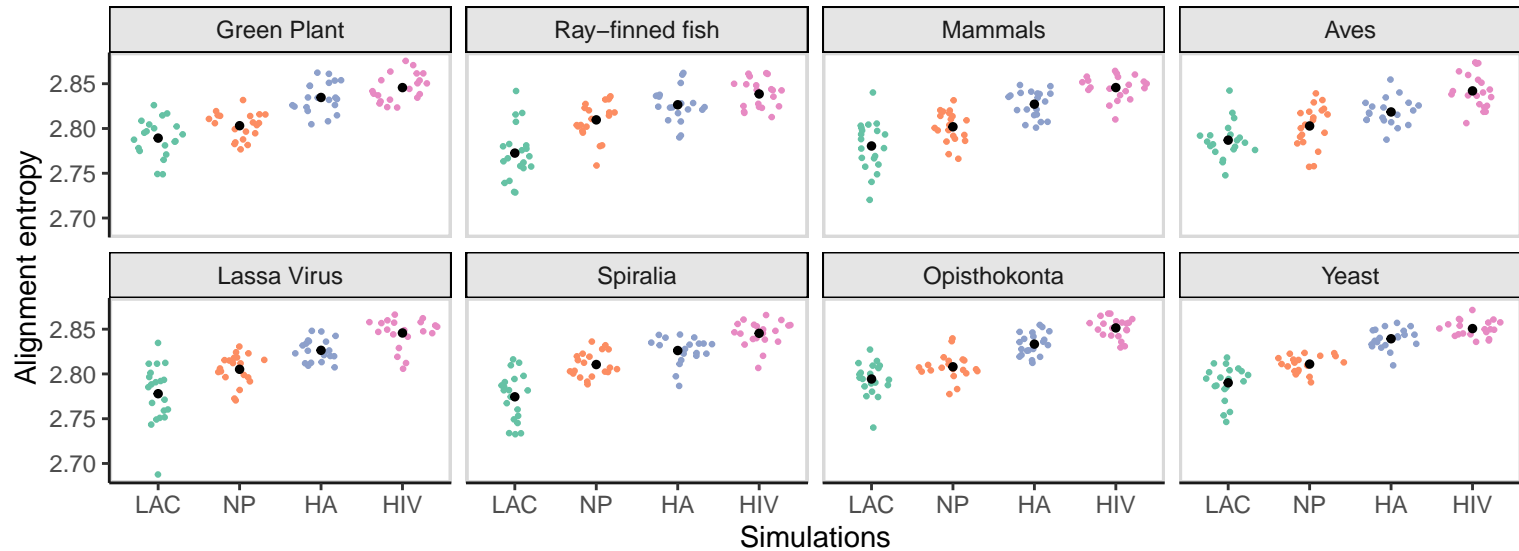 Green Plant
Ray−finned fish
Mammals
Aves
2.85
2.80
2.75
2.70
Lassa Virus
Spiralia
Opisthokonta
Yeast
2.85
2.80
2.75
2.70
Alignment entropy
LAC NP HA HIV
LAC NP HA HIV
LAC NP HA HIV
LAC NP HA HIV
Simulations